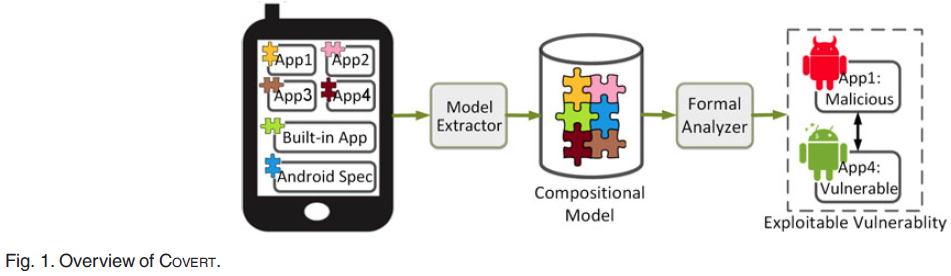 App1
App2
App3
App4
Built-in App
Android Spec
Model
Extractor
Compositional
Model
Formal
Analyzer
App1:
Malicious
App4:
Vulnerable
Exploitable Vulnerablity
Fig. 1. Overview of COVERT.